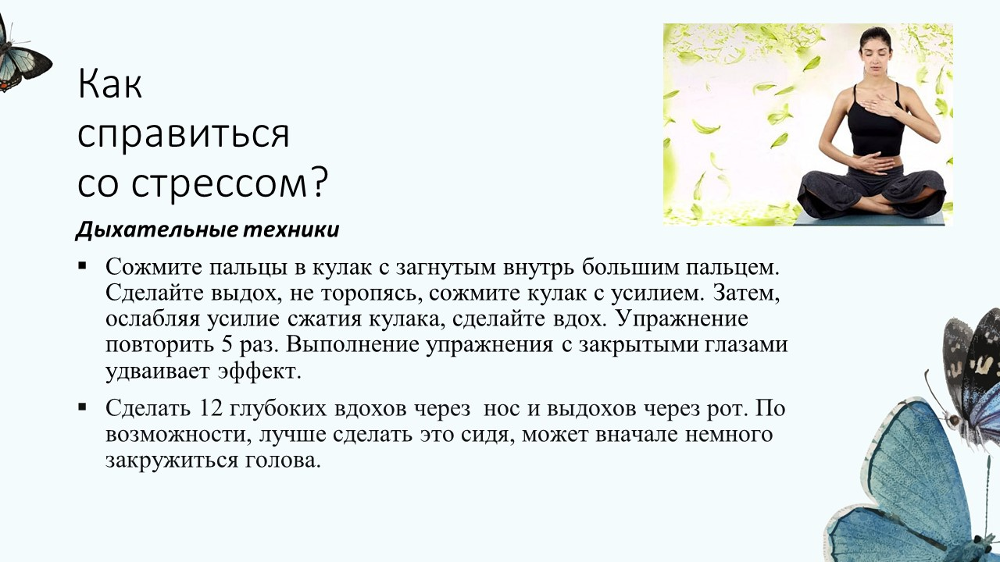 Как
справиться
со стрессом?
Дыхательные техники
▪ Сожмите пальцы в кулак с загнутым внутрь большим пальцем.
Сделайте выдох, не торопясь, сожмите кулак с усилием. Затем,
ослабляя усилие сжатия кулака, сделайте вдох. Упражнение
повторить 5 раз. Выполнение упражнения с закрытыми глазами
удваивает эффект.
▪ Сделать 12 глубоких вдохов через  нос и выдохов через рот. По
возможности, лучше сделать это сидя, может вначале немного
закружиться голова.